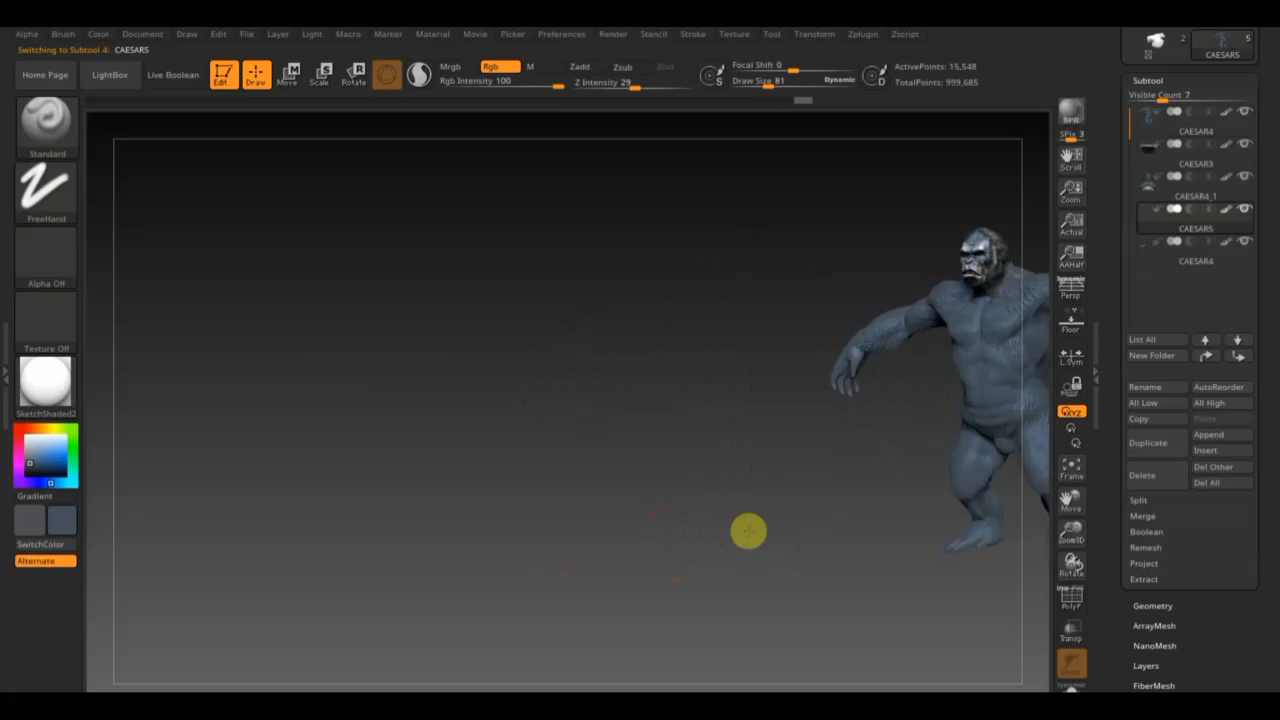 Alpha Brush Color Document Draw Edit File Layer Light Macro Marker Material Movie Picker Preferences Render Stencil Stroke Texture Tool Transform Zplugin Zscript
Switching to Subtool 4: CAESAR5
Home Page
LightBox
Live Boolean
Edit
Draw
Move
Scale
Rotate
Mrgb Rgb M
Rgb Intensity 100
Zadd Zsub Zcut
Z Intensity 29
S
Focal Shift 0
Draw Size 81 Dynamic
D
ActivePoints: 15,548
TotalPoints: 999,685
Standard
FreeHand
Alpha Off
Texture Off
SketchShaded2
Gradient
SwitchColor
Alternate
BPR
SPix 3
Scroll
Zoom
Actual
AAHalf
Dynamic
Persp
Floor
L.Sym
XYZ
Frame
Move
Zoom3D
Rotate
PolyF
Transp
Dynamic
2
5
CAESAR5
Subtool
Visible Count 7
CAESAR4
CAESAR3
CAESAR4_1
CAESAR5
CAESAR4
List All
New Folder
Rename AutoReorder
All Low All High
Copy Paste
Duplicate Append
Insert
Delete Del Other
Del All
Split
Merge
Boolean
Remesh
Project
Extract
Geometry
ArrayMesh
NanoMesh
Layers
FiberMesh